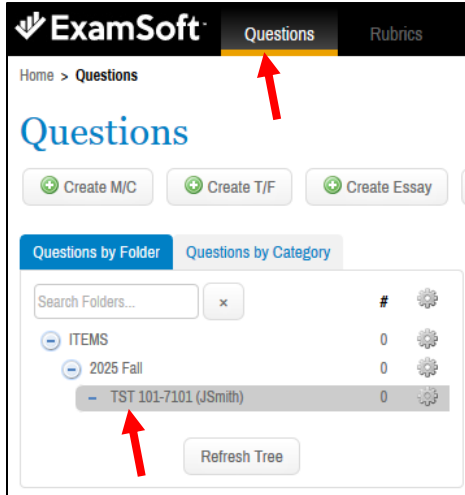 ExamSoft Questions Rubrics
Home > Questions
Questions
Create M/C Create T/F Create Essay
Questions by Folder Questions by Category
Search Folders... × #
ITEMS 0
2025 Fall 0
TST 101-7101 (JSmith) 0
Refresh Tree